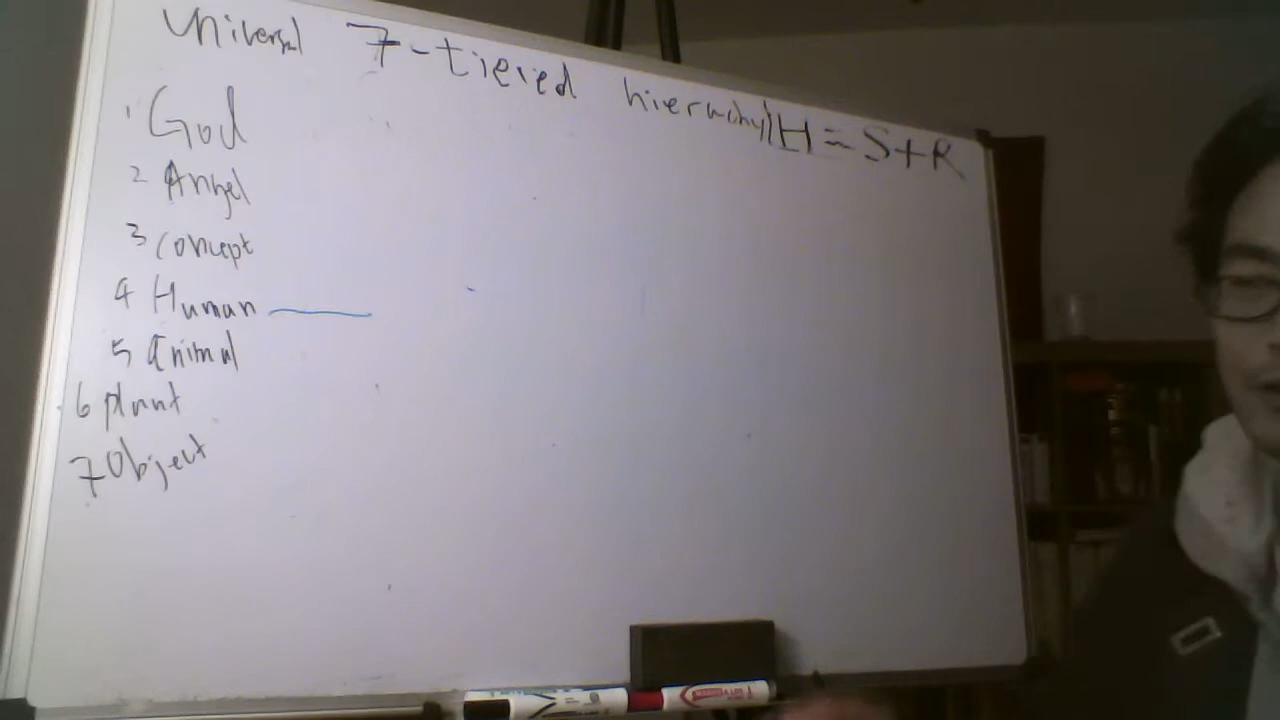 Universal 7-tiered hierarchy H = S+R
1 God
2 Angel
3 concept
4 Human
5 Animal
6 plant
7 Object